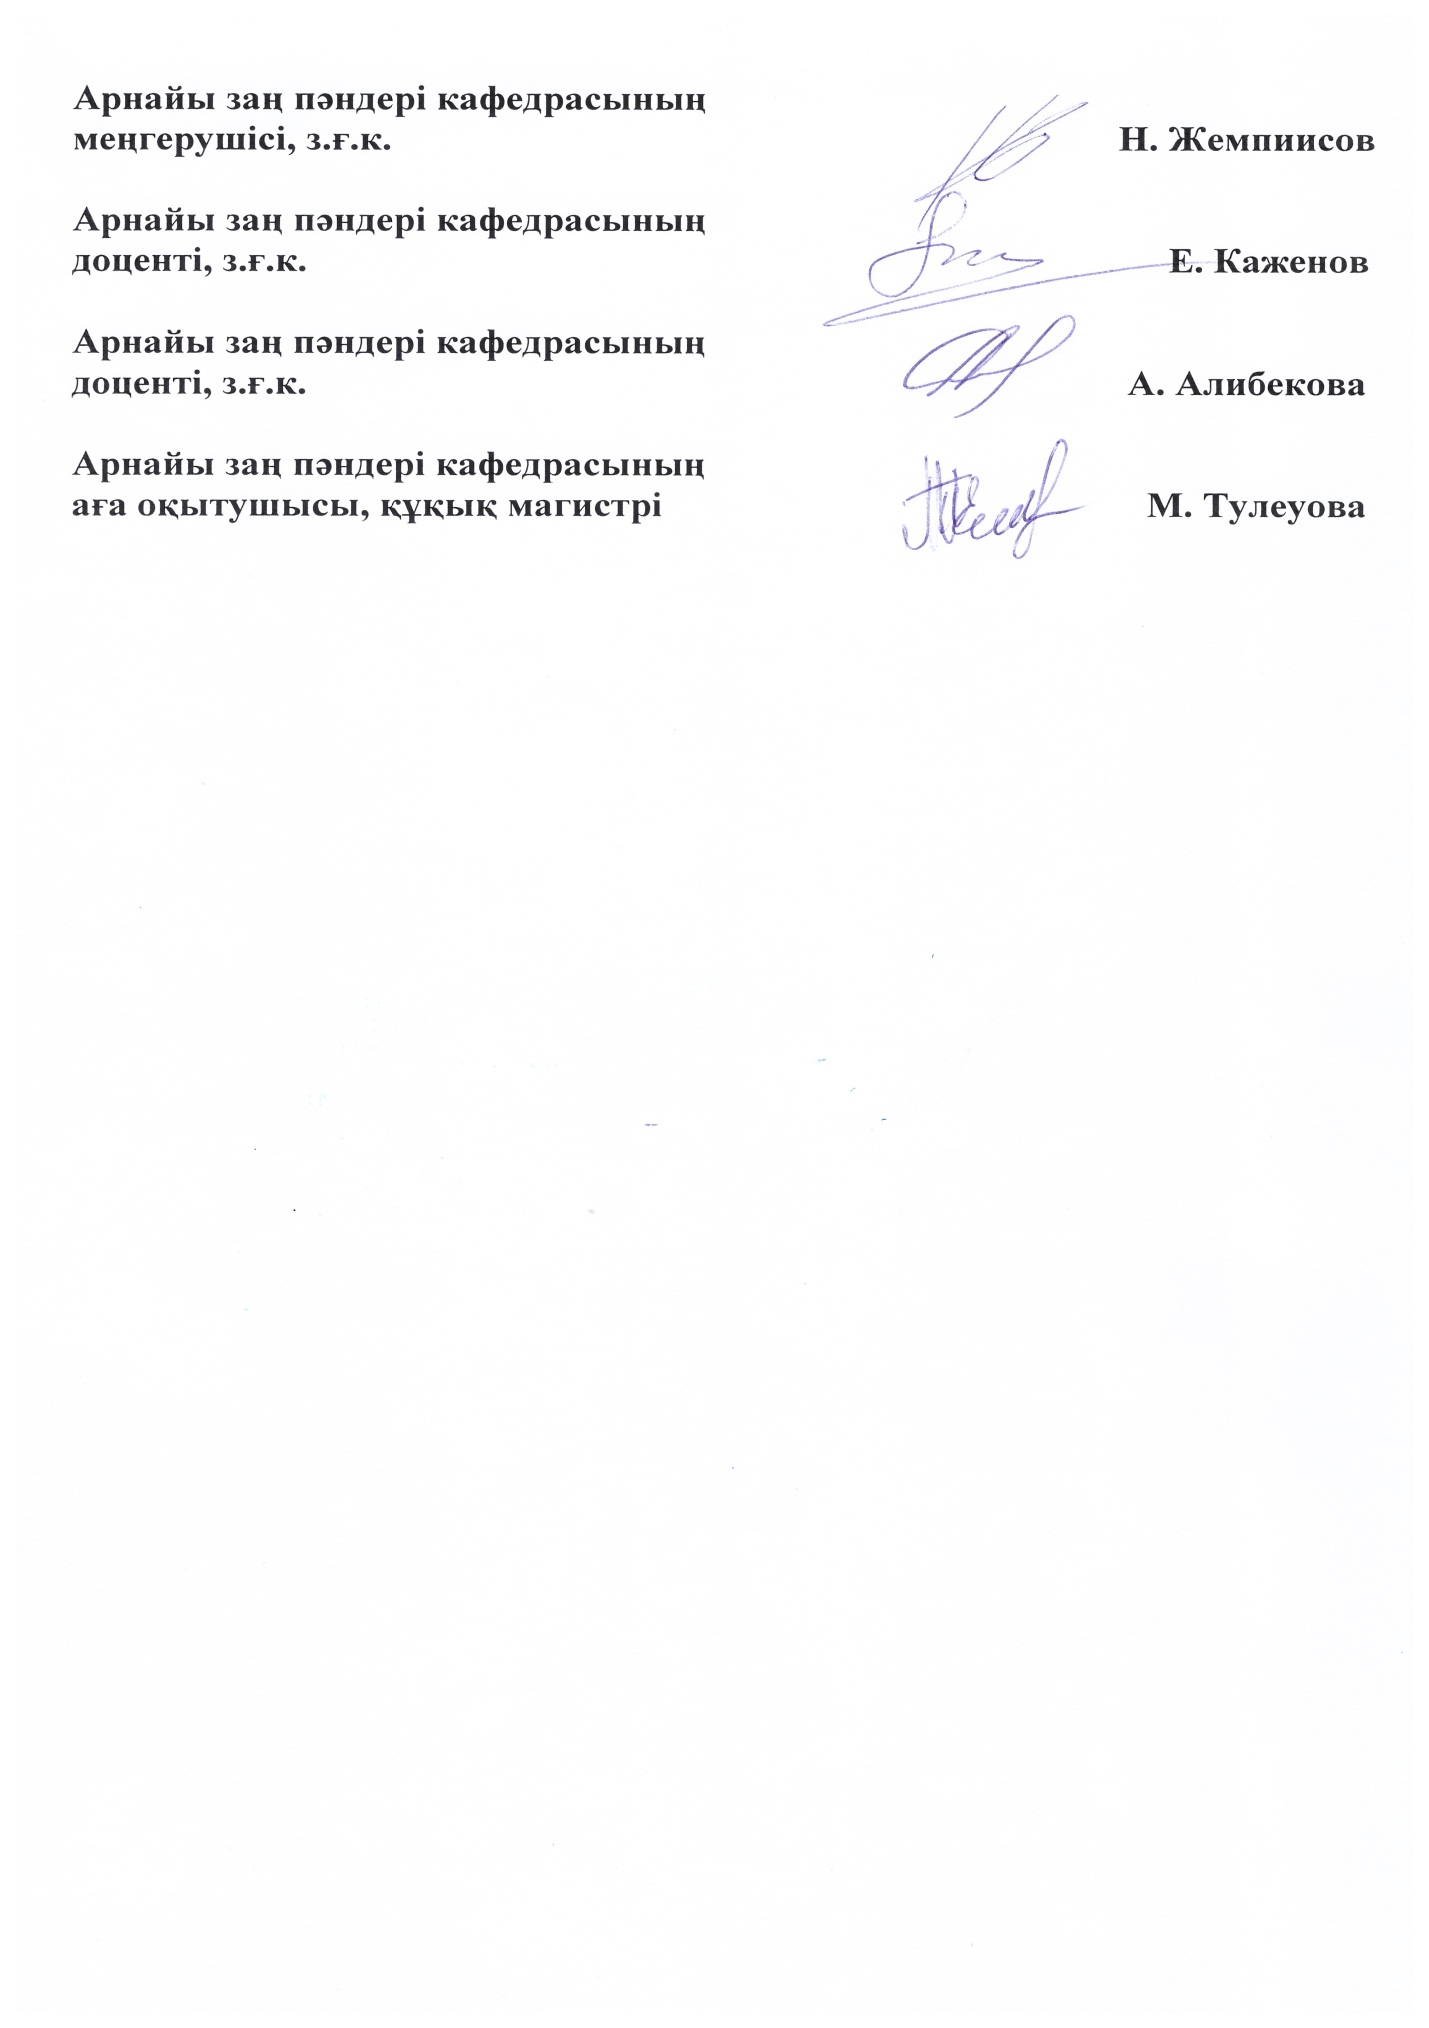 Арнайы заң пәндері кафедрасының
меңгерушісі, з.ғ.к. Н. Жемпиисов
Арнайы заң пәндері кафедрасының
доценті, з.ғ.к. Е. Каженов
Арнайы заң пәндері кафедрасының
доценті, з.ғ.к. А. Алибекова
Арнайы заң пәндері кафедрасының
аға оқытушысы, құқық магистрі М. Тулеуова